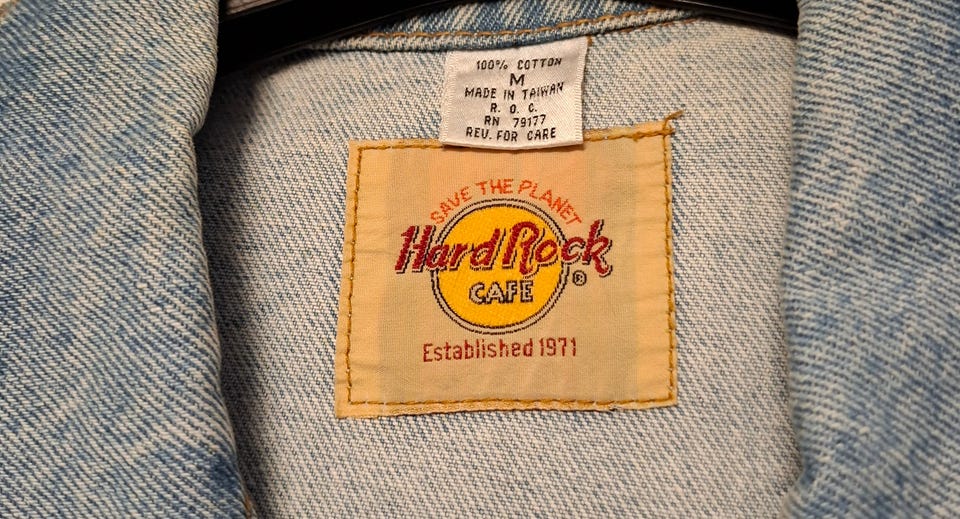 100% COTTON
M
MADE IN TAIWAN
R. O. C.
RN 79177
REV. FOR CARE
SAVE THE PLANET
Hard Rock
CAFE
®
Established 1971